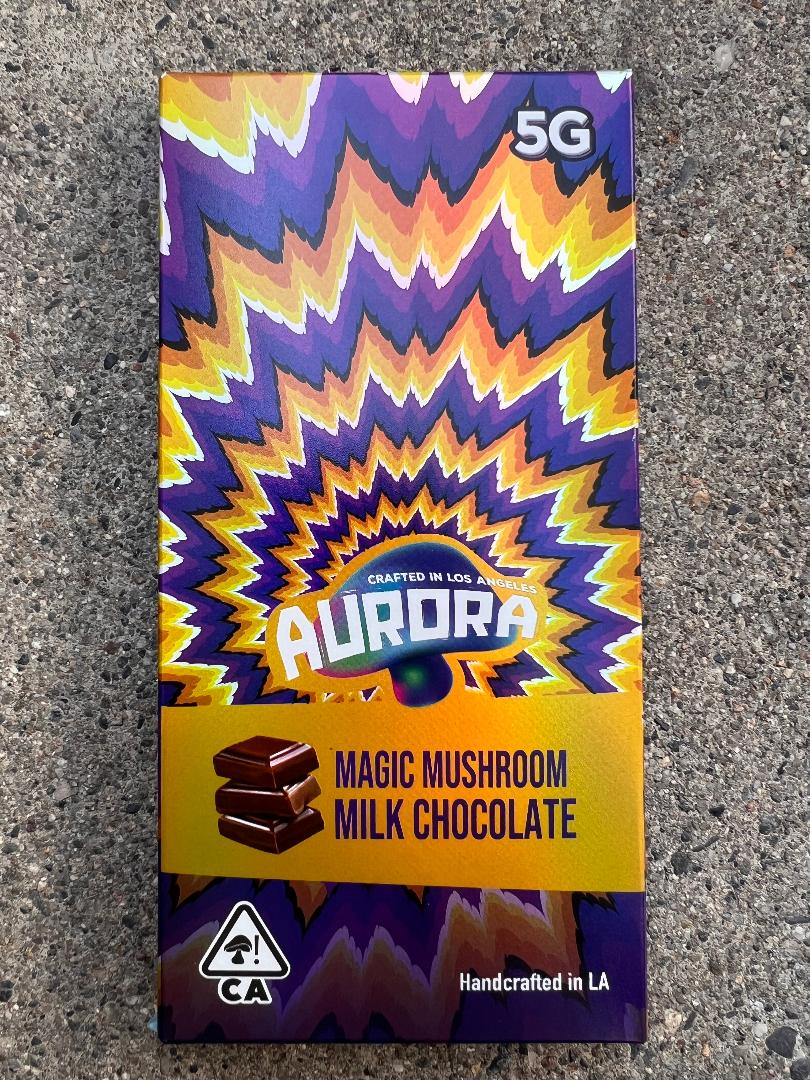 5G
CRAFTED IN LOS ANGELES
AURORA
MAGIC MUSHROOM
MILK CHOCOLATE
!
CA
Handcrafted in LA